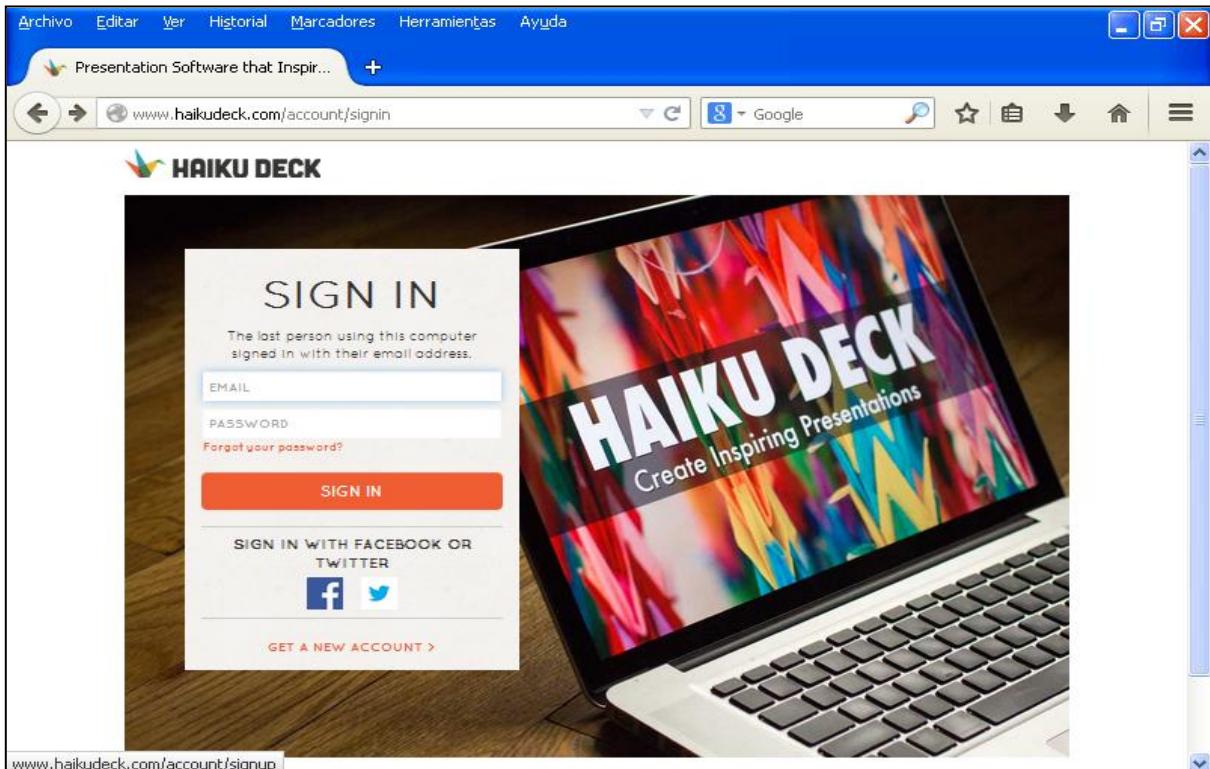 Archivo Editar Ver Historial Marcadores Herramientas Ayuda
Presentation Software that Inspir...
www.haikudeck.com/account/signin
Google
HAIKU DECK
SIGN IN
The last person using this computer
signed in with their email address.
EMAIL
PASSWORD
Forgot your password?
SIGN IN
SIGN IN WITH FACEBOOK OR
TWITTER
GET A NEW ACCOUNT >
HAIKU DECK
Create Inspiring Presentations
www.haikudeck.com/account/signup